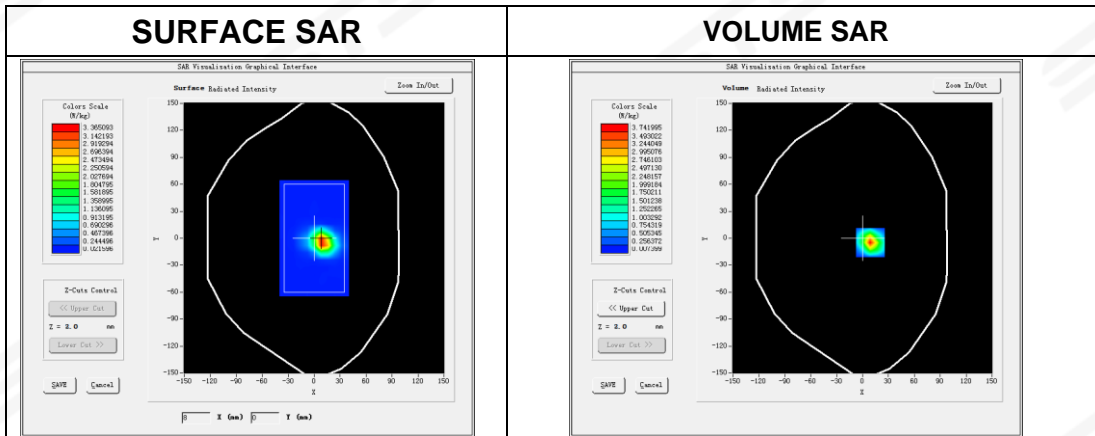 SURFACE SAR
VOLUME SAR
SAR Visualisation Graphical Interface
Surface Radiated Intensity
Zoom In/Out
Colors Scale
(W/kg)
3.365093
3.142193
2.919294
2.696394
2.473494
2.250594
2.027694
1.804795
1.581895
1.358995
1.136095
0.913195
0.690296
0.467396
0.244496
0.021596
150
120
90
60
30
0
-30
-60
-90
-120
-150
Y
-150 -120 -90 -60 -30 0 30 60 90 120 150
X
Z-Cuts Control
<< Upper Cut
Z = 2.0 mm
Lower Cut >>
SAVE Cancel
8 X (mm) 0 Y (mm)
SAR Visualisation Graphical Interface
Volume Radiated Intensity
Zoom In/Out
Colors Scale
(W/kg)
3.741995
3.493022
3.244049
2.995076
2.746103
2.497130
2.248157
1.999184
1.750211
1.501238
1.252265
1.003292
0.754319
0.505345
0.256372
0.007399
150
120
90
60
30
0
-30
-60
-90
-120
-150
Y
-150 -120 -90 -60 -30 0 30 60 90 120 150
X
Z-Cuts Control
<< Upper Cut
Z = 2.0 mm
Lower Cut >>
SAVE Cancel